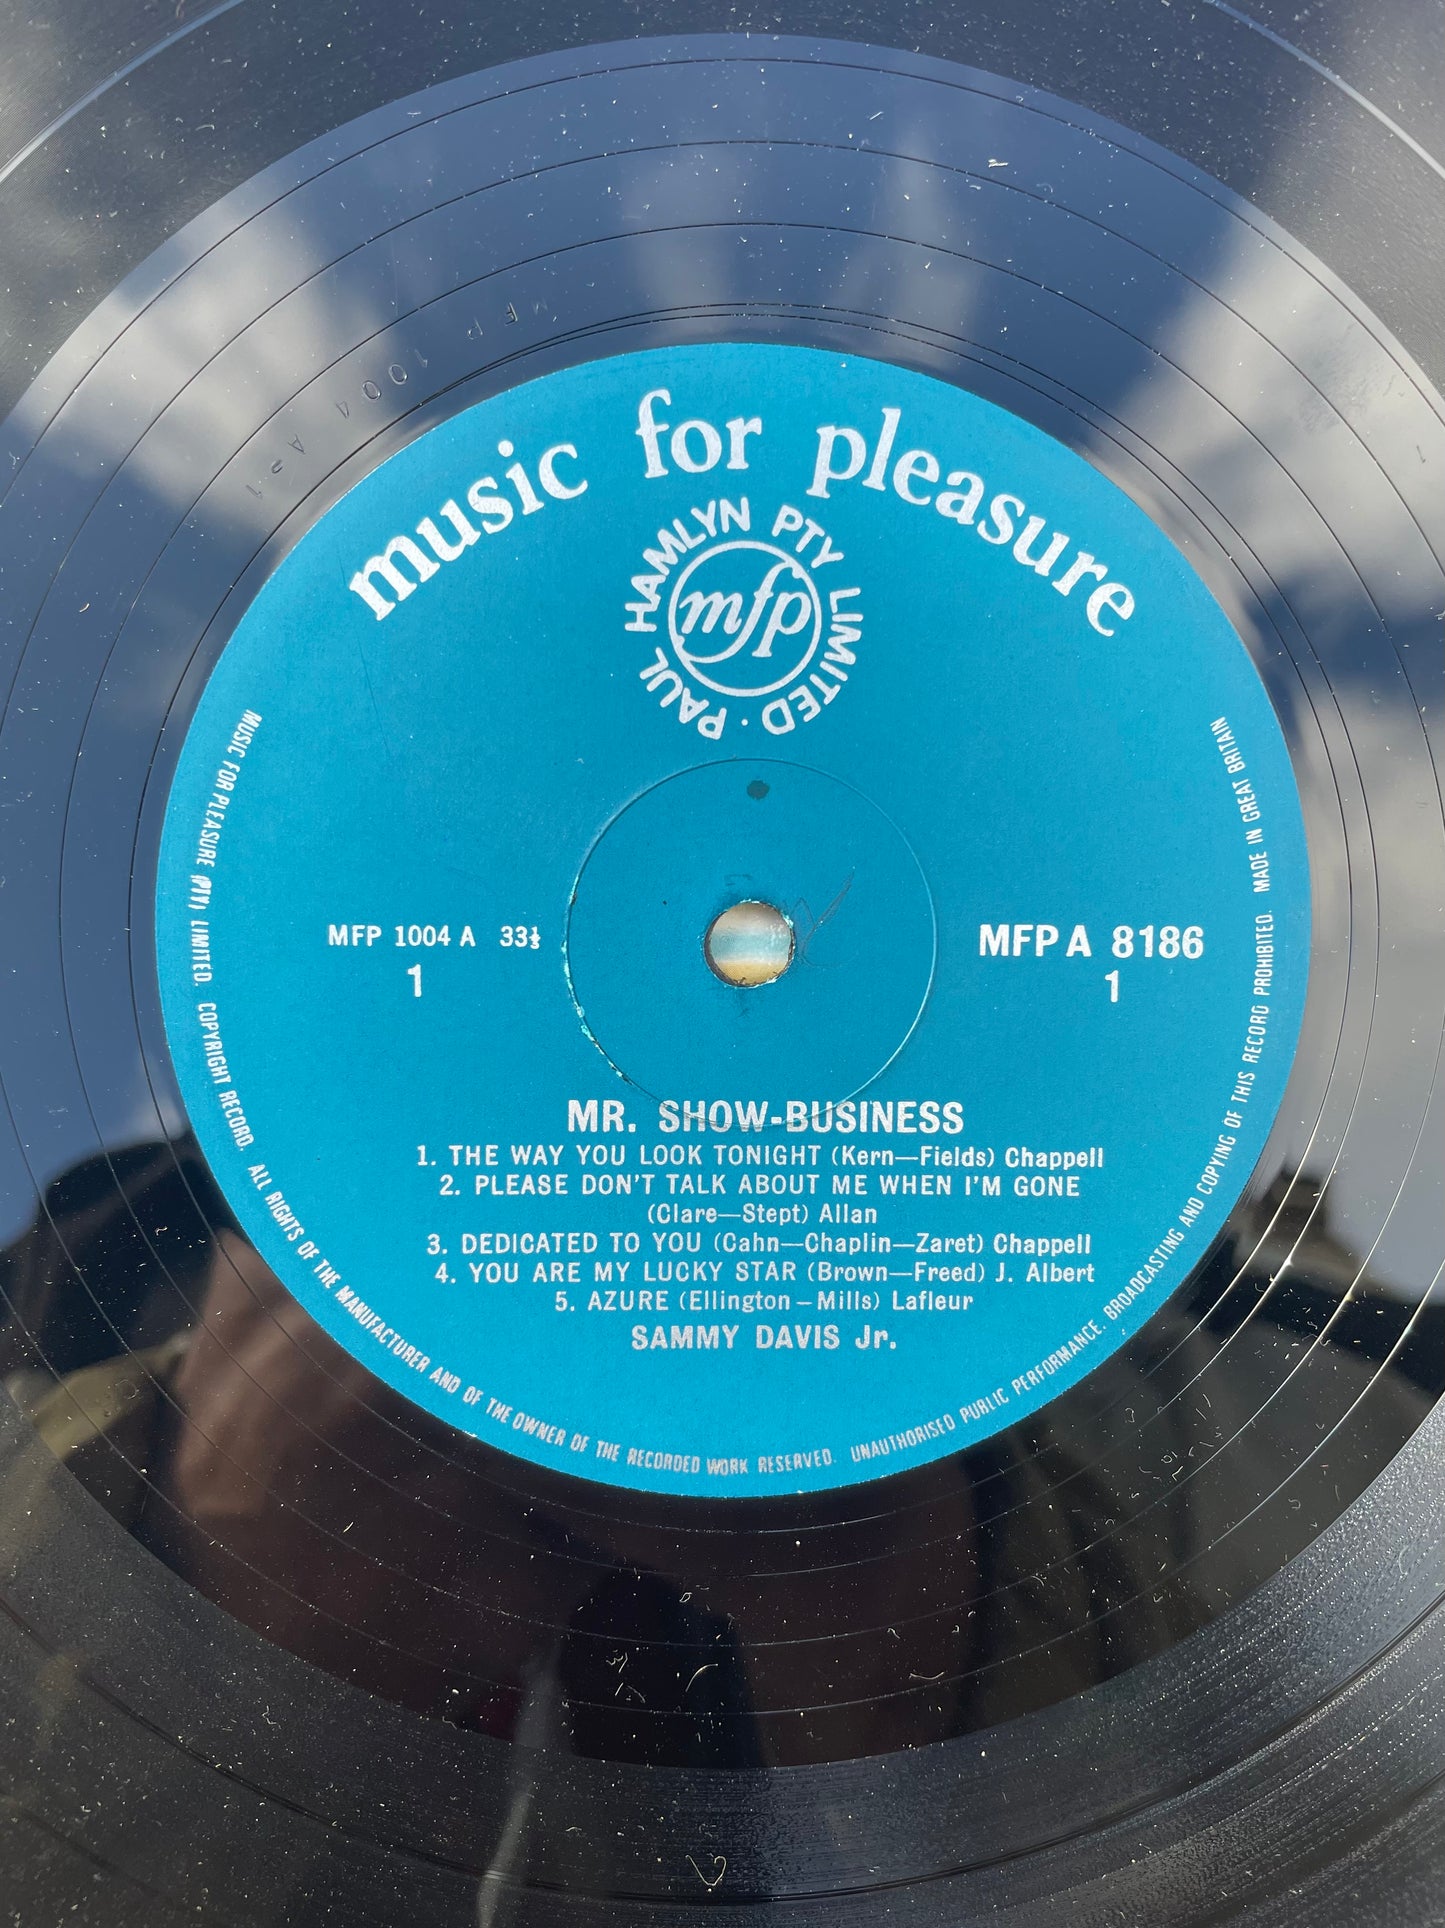 music for pleasure
PAUL HAMLYN PTY LIMITED ·
mfp
MFP 1004 A 33⅓
1
MFP A 8186
1
MR. SHOW-BUSINESS
1. THE WAY YOU LOOK TONIGHT (Kern—Fields) Chappell
2. PLEASE DON'T TALK ABOUT ME WHEN I'M GONE
(Clare—Stept) Allan
3. DEDICATED TO YOU (Cahn—Chaplin—Zaret) Chappell
4. YOU ARE MY LUCKY STAR (Brown—Freed) J. Albert
5. AZURE (Ellington – Mills) Lafleur
SAMMY DAVIS Jr.
MUSIC FOR PLEASURE (PTY) LIMITED. COPYRIGHT RECORD. ALL RIGHTS OF THE MANUFACTURER AND OF THE OWNER OF THE RECORDED WORK RESERVED. UNAUTHORISED PUBLIC PERFORMANCE. BROADCASTING AND COPYING OF THIS RECORD PROHIBITED. MADE IN GREAT BRITAIN
MFP 1004 A